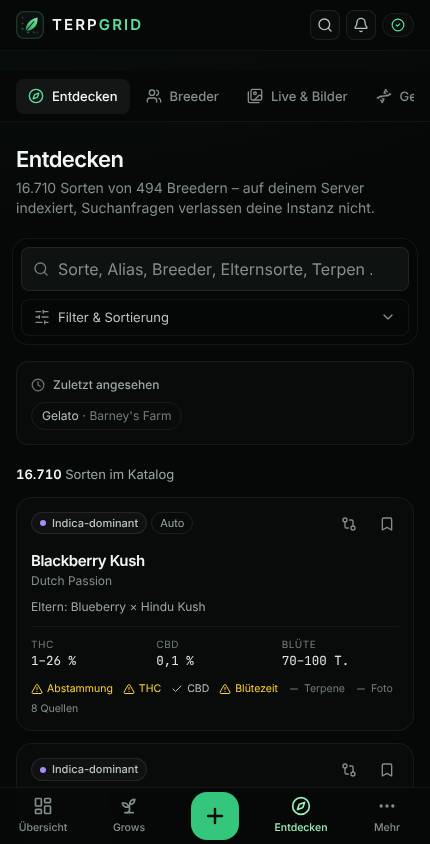 TERPGRID
Entdecken
Breeder
Live & Bilder
Ge
Entdecken
16.710 Sorten von 494 Breedern – auf deinem Server
indexiert, Suchanfragen verlassen deine Instanz nicht.
Sorte, Alias, Breeder, Elternsorte, Terpen .
Filter & Sortierung
Zuletzt angesehen
Gelato · Barney's Farm
16.710 Sorten im Katalog
Indica-dominant
Auto
Blackberry Kush
Dutch Passion
Eltern: Blueberry × Hindu Kush
THC CBD BLÜTE
1–26 % 0,1 % 70–100 T.
Abstammung THC CBD Blütezeit Terpene Foto
8 Quellen
Indica-dominant
Übersicht Grows Entdecken Mehr